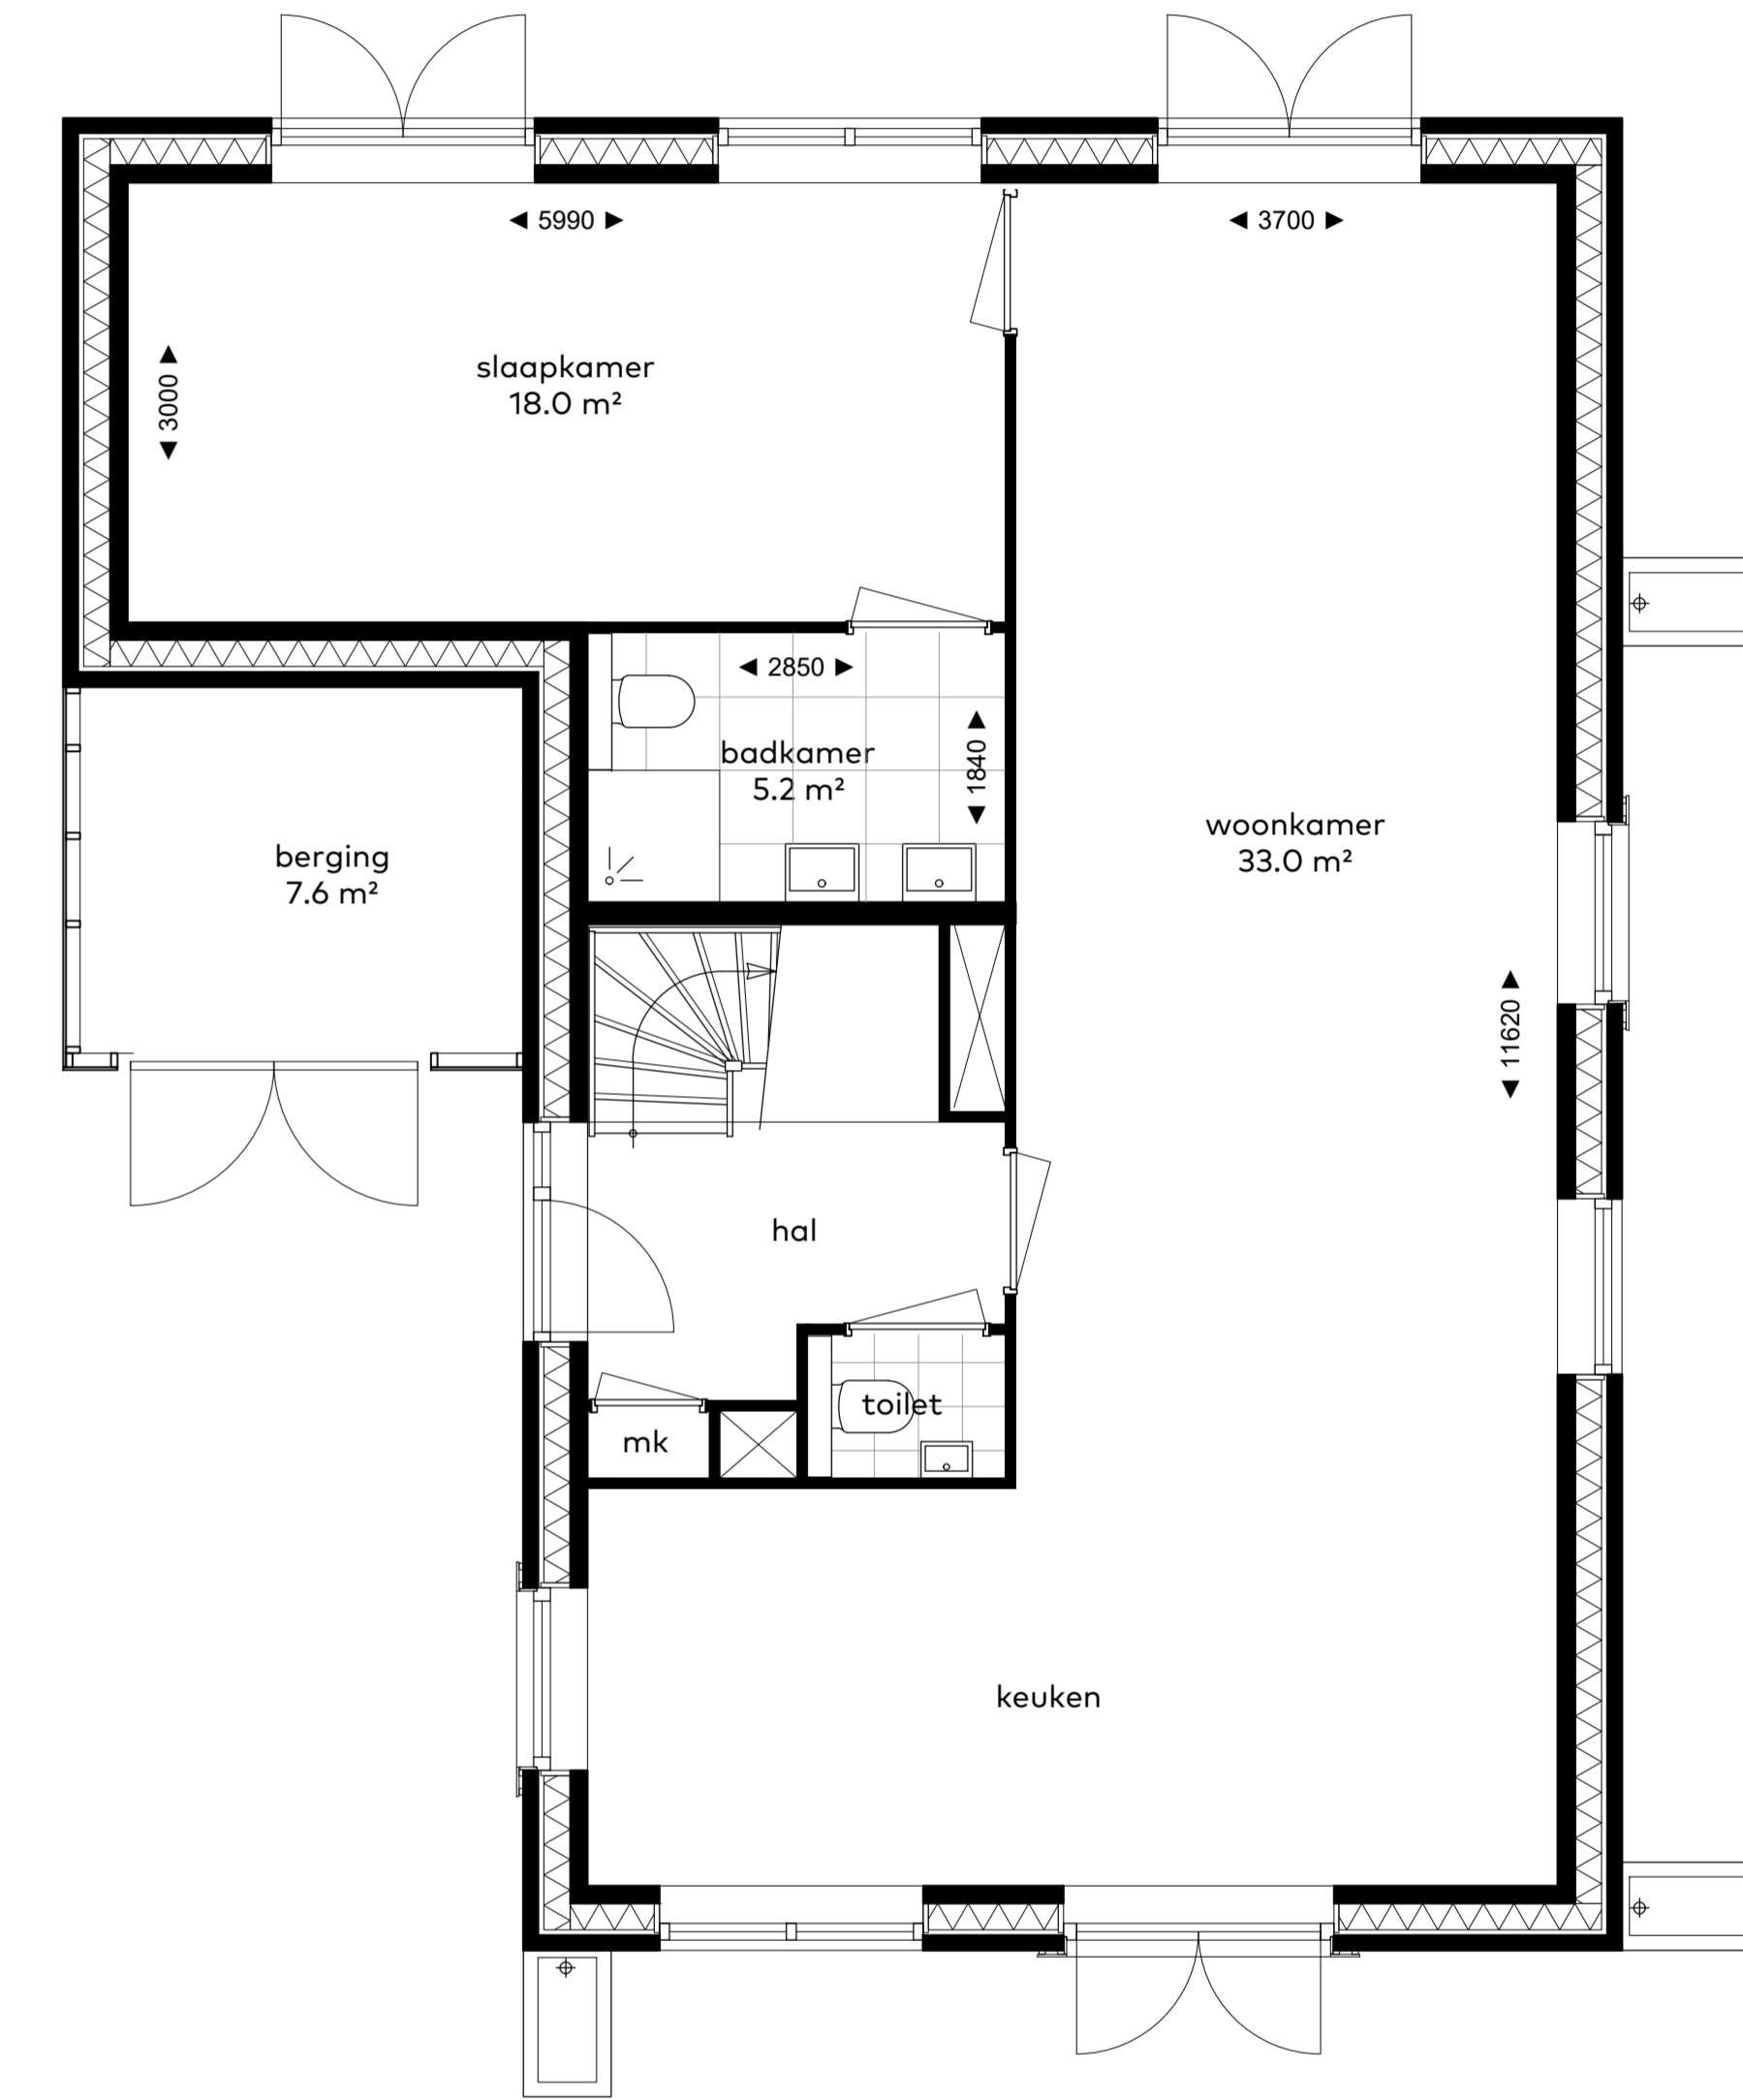 5990
3700
3000
slaapkamer
18.0 m²
2850
badkamer
5.2 m²
1840
woonkamer
33.0 m²
berging
7.6 m²
11620
hal
toilet
mk
keuken